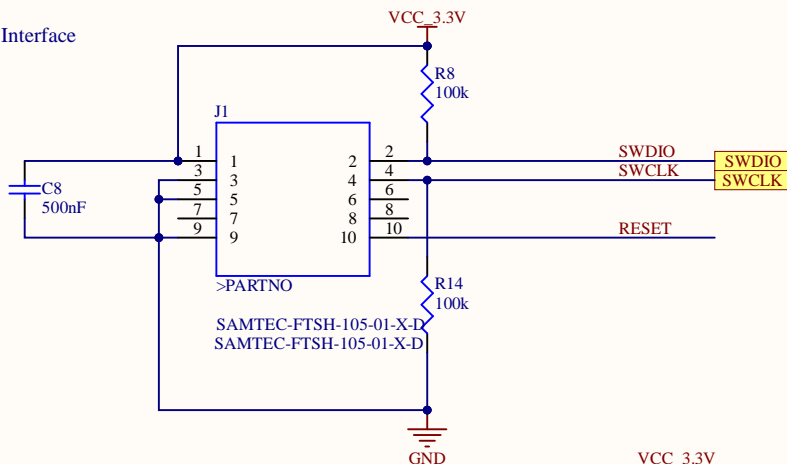 VCC_3.3V
Interface
R8
100k
J1
1 1 2 2 SWDIO SWDIO
3 3 4 4 SWCLK SWCLK
5 5 6 6
7 7 8 8
9 9 10 10 RESET
C8
500nF
>PARTNO
R14
100k
SAMTEC-FTSH-105-01-X-D
SAMTEC-FTSH-105-01-X-D
GND
VCC_3.3V